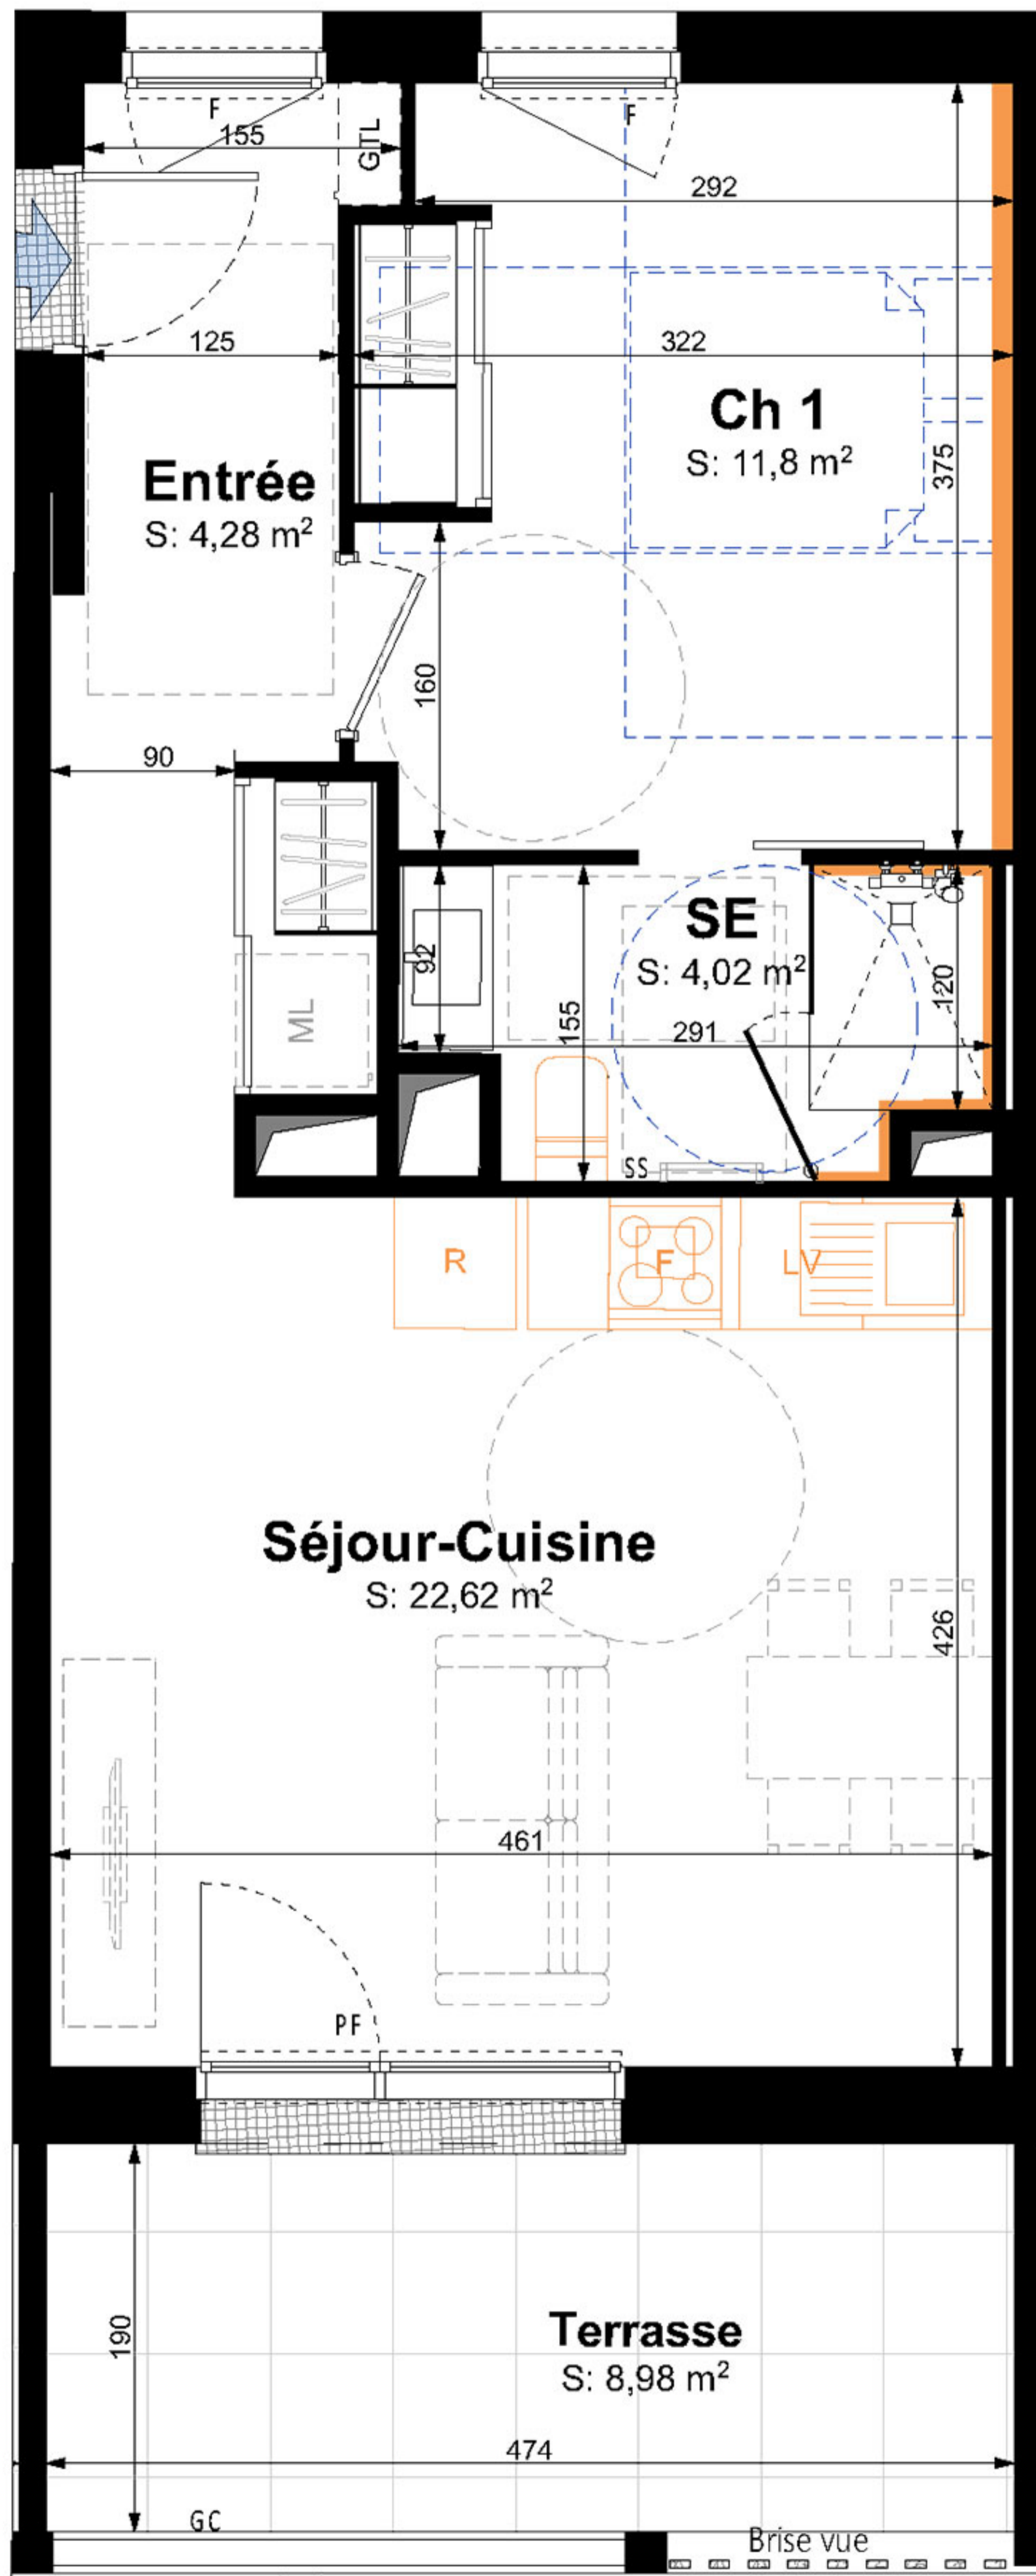 F
F
155
GTL
292
125
322
Ch 1
S: 11,8 m²
375
Entrée
S: 4,28 m²
160
90
SE
S: 4,02 m²
92
155
120
291
ML
SS
R
F
LV
Séjour-Cuisine
S: 22,62 m²
426
461
PF
190
Terrasse
S: 8,98 m²
474
GC
Brise vue